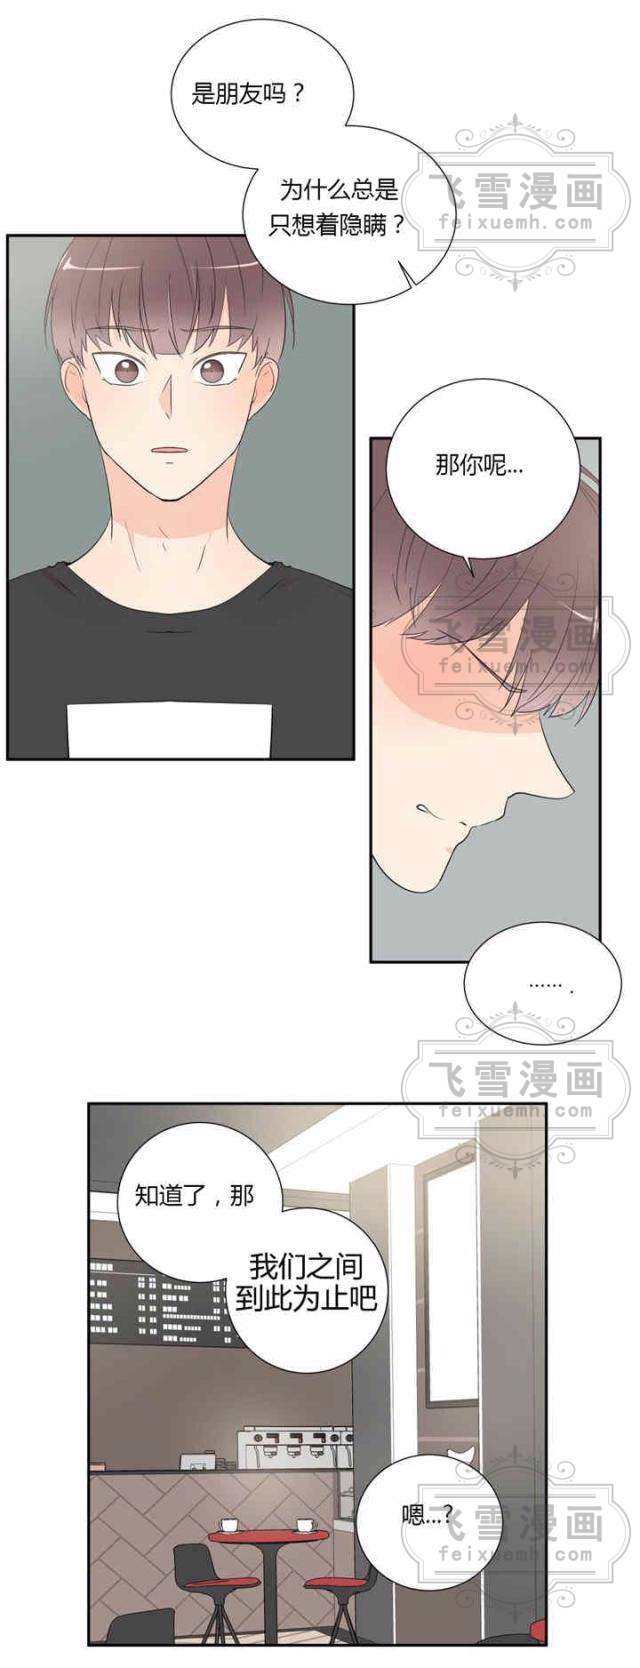 是朋友吗？
飞雪漫画
feixuemh.com
为什么总是
只想着隐瞒？
那你呢...
飞雪漫画
feixuemh.com
…….
飞雪漫画
feixuemh.com
知道了，那
我们之间
到此为止吧
嗯...?
飞雪漫画
feixuemh.com